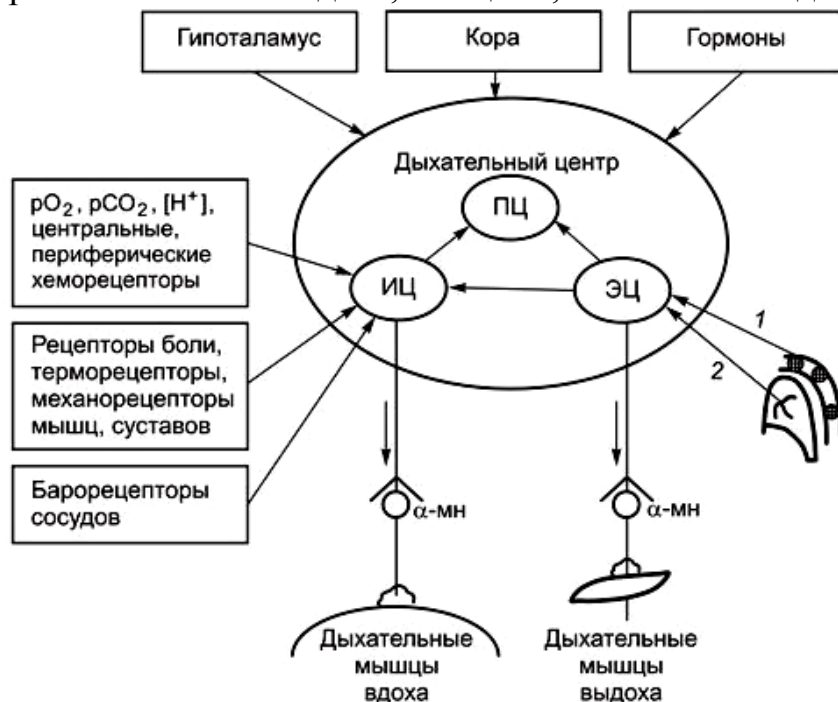 Гипоталамус
Кора
Гормоны
Дыхательный центр
ПЦ
ИЦ
ЭЦ
pO₂, pCO₂, [H⁺],
центральные,
периферические
хеморецепторы
Рецепторы боли,
терморецепторы,
механорецепторы
мышц, суставов
Барорецепторы
сосудов
1
2
α-мн
α-мн
Дыхательные
мышцы
вдоха
Дыхательные
мышцы
выдоха